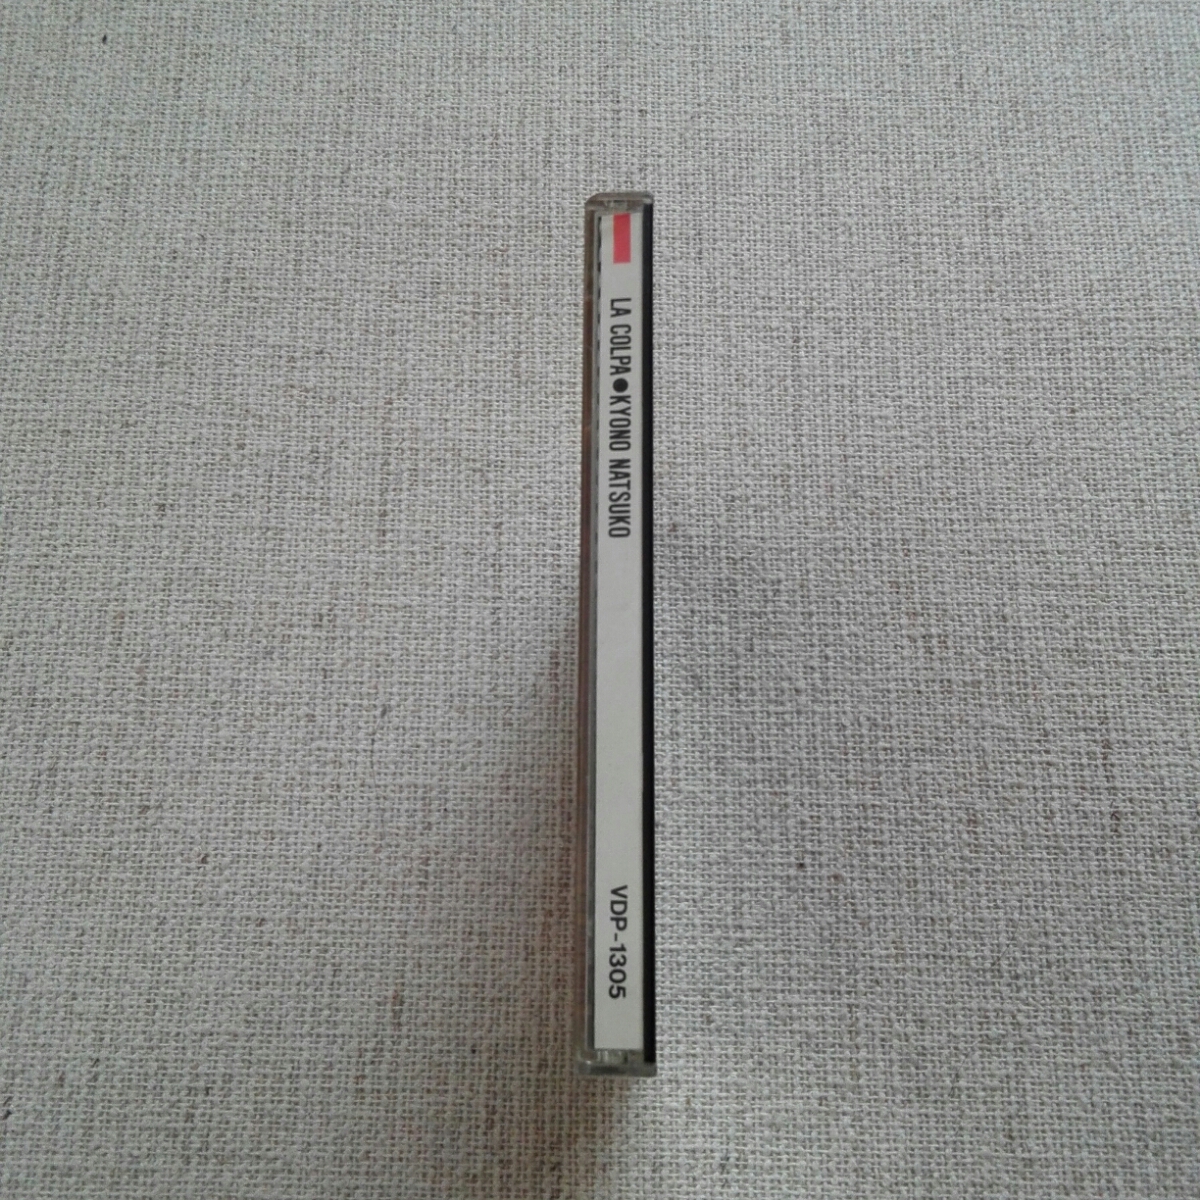 LA COLPA●KYONO NATSUKO
VDP-1305